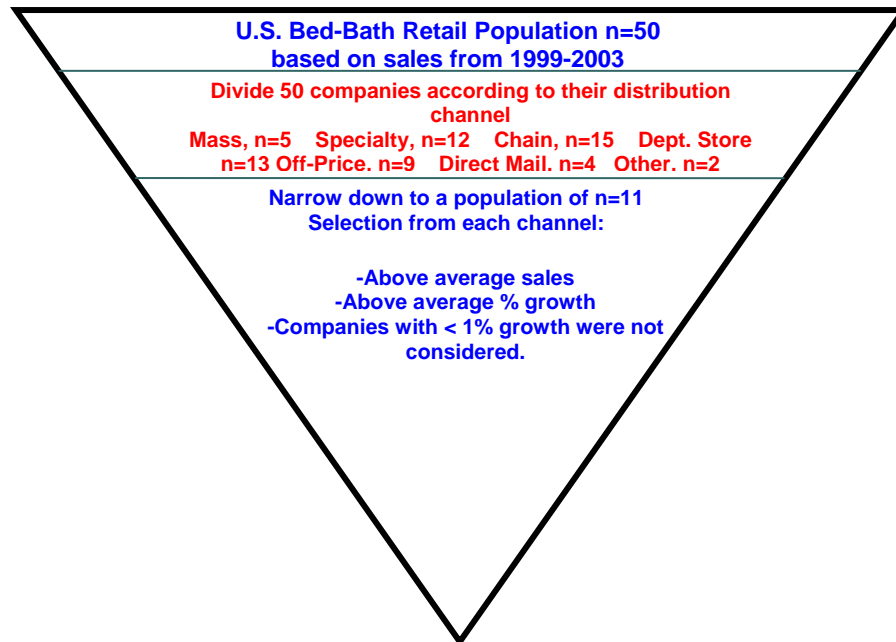 U.S. Bed-Bath Retail Population n=50
based on sales from 1999-2003
Divide 50 companies according to their distribution
channel
Mass, n=5 Specialty, n=12 Chain, n=15 Dept. Store
n=13 Off-Price. n=9 Direct Mail. n=4 Other. n=2
Narrow down to a population of n=11
Selection from each channel:
-Above average sales
-Above average % growth
-Companies with < 1% growth were not
considered.